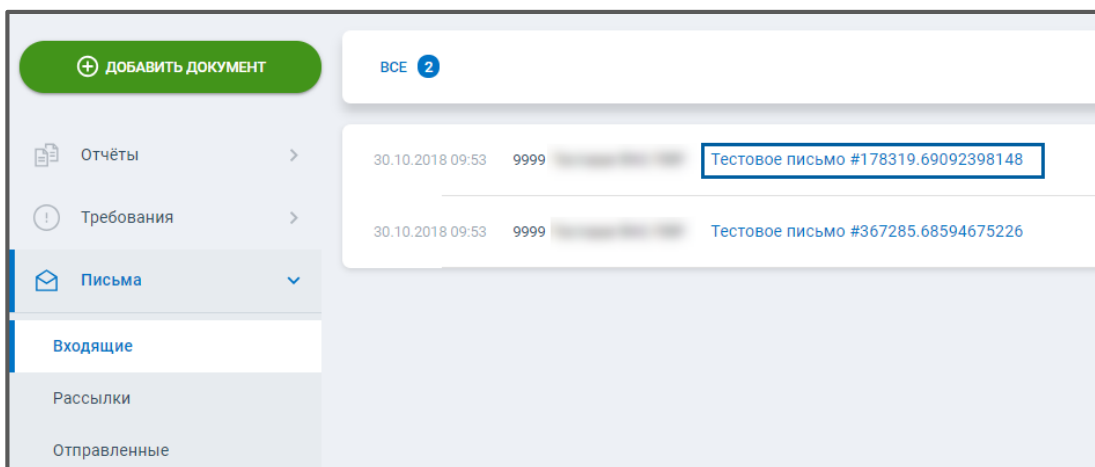 ДОБАВИТЬ ДОКУМЕНТ
ВСЕ 2
Отчёты
Требования
Письма
Входящие
Рассылки
Отправленные
30.10.2018 09:53 9999 Тестовое письмо #178319.69092398148
30.10.2018 09:53 9999 Тестовое письмо #367285.68594675226